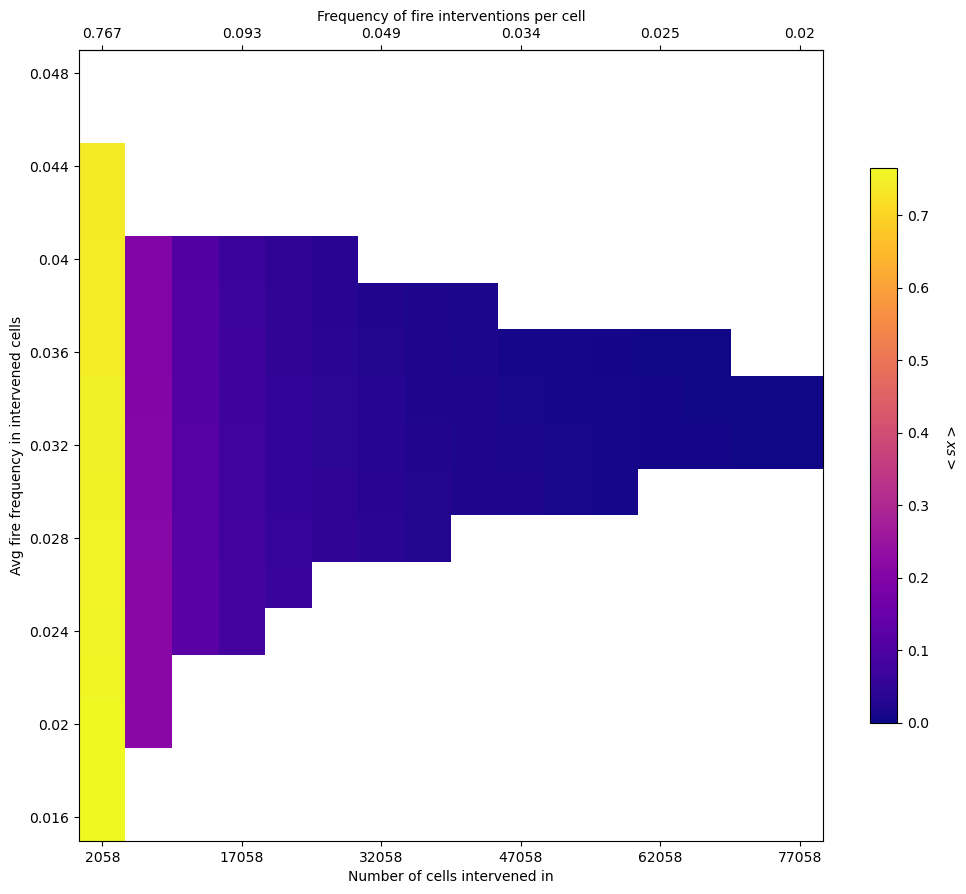 Frequency of fire interventions per cell
0.767 0.093 0.049 0.034 0.025 0.02
0.048
0.044
0.04
0.036
0.032
0.028
0.024
0.02
0.016
Avg fire frequency in intervened cells
2058 17058 32058 47058 62058 77058
Number of cells intervened in
0.7
0.6
0.5
0.4
0.3
0.2
0.1
0.0
< sx >